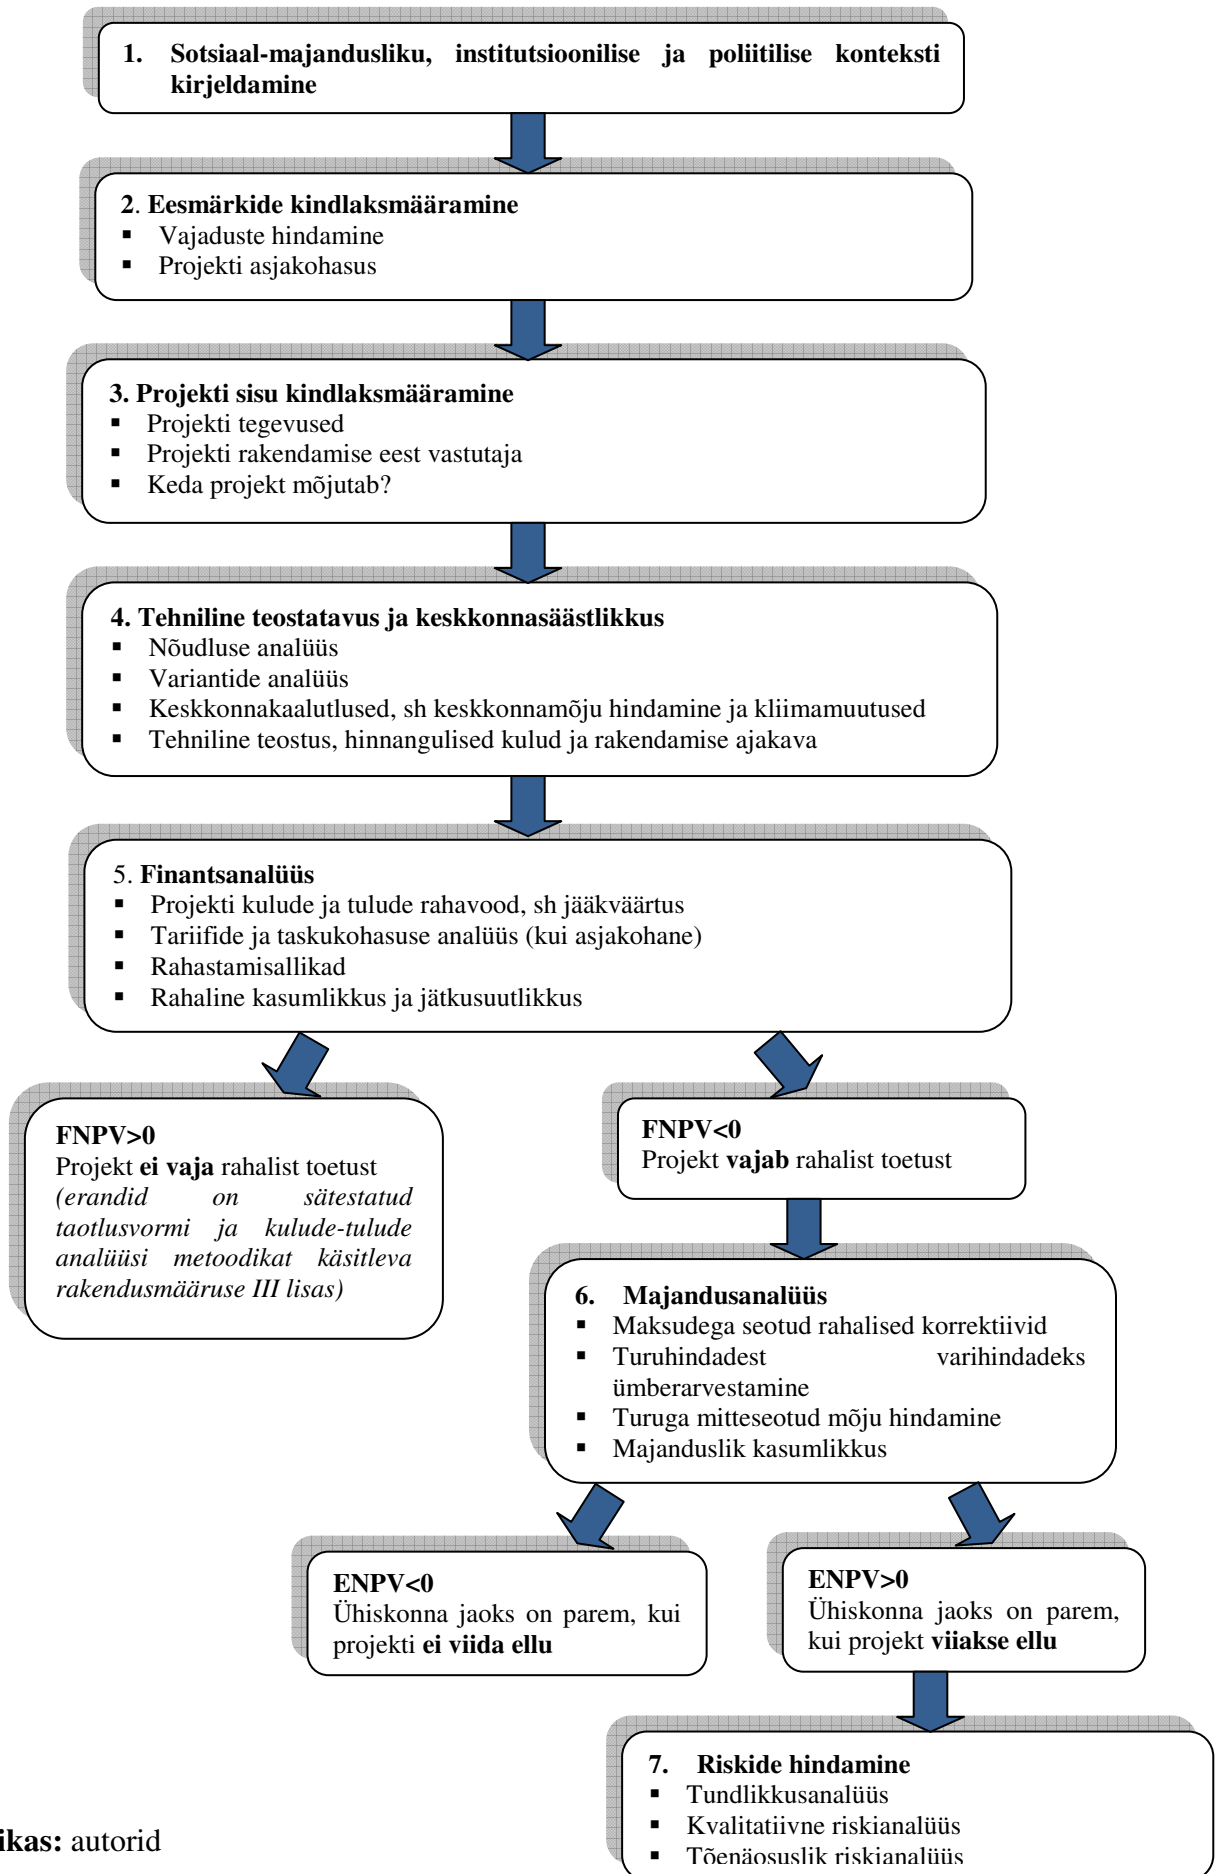 1. Sotsiaal-majandusliku, institutsioonilise ja poliitilise konteksti
kirjeldamine
2. Eesmärkide kindlaksmääramine
▪ Vajaduste hindamine
▪ Projekti asjakohasus
3. Projekti sisu kindlaksmääramine
▪ Projekti tegevused
▪ Projekti rakendamise eest vastutaja
▪ Keda projekt mõjutab?
4. Tehniline teostatavus ja keskkonnasäästlikkus
▪ Nõudluse analüüs
▪ Variantide analüüs
▪ Keskkonnakaalutlused, sh keskkonnamõju hindamine ja kliimamuutused
▪ Tehniline teostus, hinnangulised kulud ja rakendamise ajakava
5. Finantsanalüüs
▪ Projekti kulude ja tulude rahavood, sh jääkväärtus
▪ Tariifide ja taskukohasuse analüüs (kui asjakohane)
▪ Rahastamisallikad
▪ Rahaline kasumlikkus ja jätkusuutlikkus
FNPV>0
Projekt ei vaja rahalist toetust
(erandid on sätestatud
taotlusvormi ja kulude-tulude
analüüsi metoodikat käsitleva
rakendusmääruse III lisas)
FNPV<0
Projekt vajab rahalist toetust
6. Majandusanalüüs
▪ Maksudega seotud rahalised korrektiivid
▪ Turuhindadest varihindadeks
ümberarvestamine
▪ Turuga mitteseotud mõju hindamine
▪ Majanduslik kasumlikkus
ENPV<0
Ühiskonna jaoks on parem, kui
projekti ei viida ellu
ENPV>0
Ühiskonna jaoks on parem,
kui projekt viiakse ellu
7. Riskide hindamine
▪ Tundlikkusanalüüs
▪ Kvalitatiivne riskianalüüs
▪ Tõenäosuslik riskianalüüs
ikas: autorid